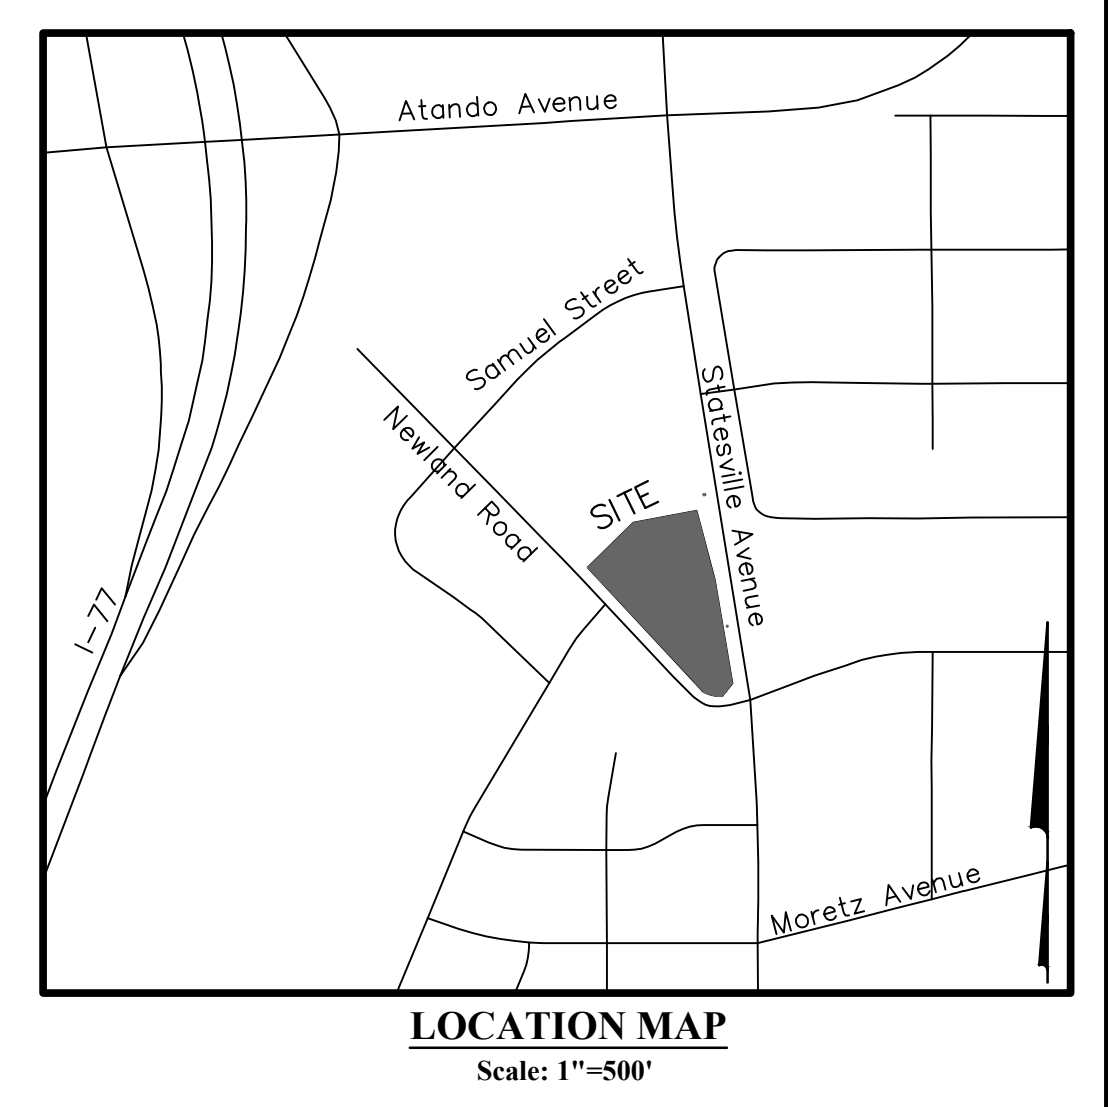 Atando Avenue
Samuel Street
Statesville Avenue
Newland Road
SITE
I-77
Moretz Avenue
LOCATION MAP
Scale: 1"=500'